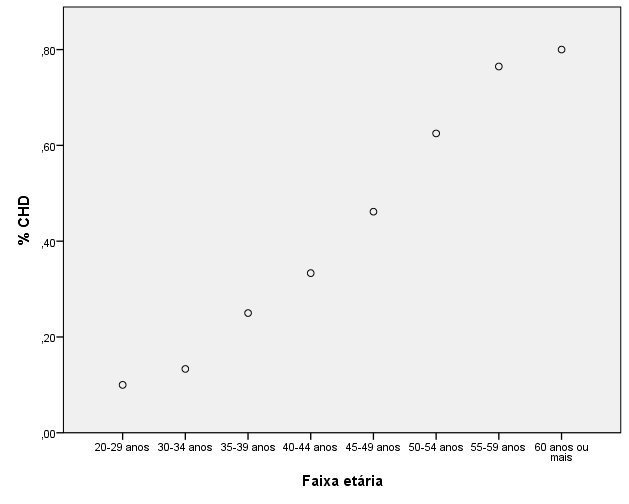 % CHD
,80
,60
,40
,20
,00
20-29 anos
30-34 anos
35-39 anos
40-44 anos
45-49 anos
50-54 anos
55-59 anos
60 anos ou
mais
Faixa etária